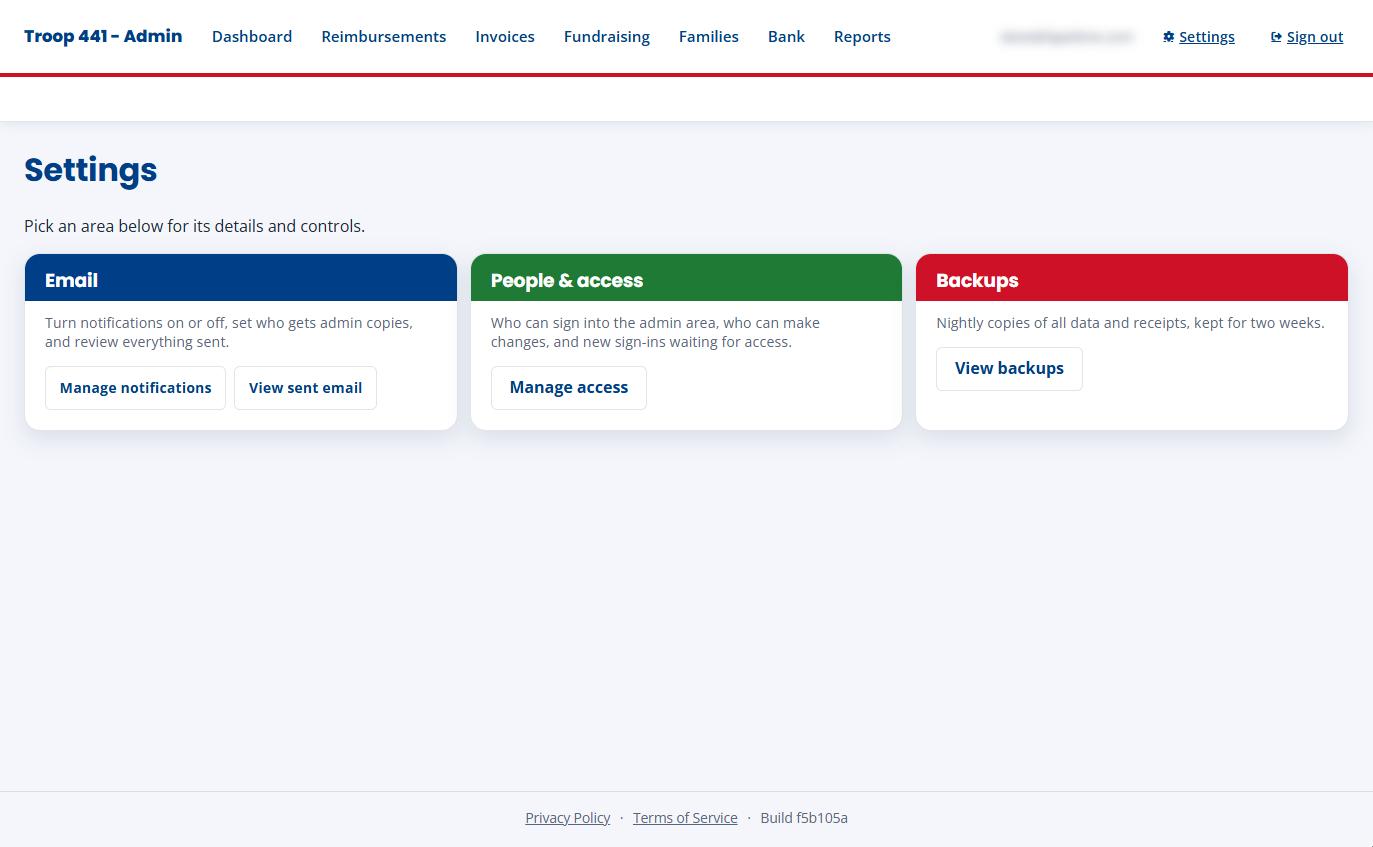 Troop 441 – Admin Dashboard Reimbursements Invoices Fundraising Families Bank Reports Settings Sign out
Settings
Pick an area below for its details and controls.
Email
Turn notifications on or off, set who gets admin copies,
and review everything sent.
Manage notifications View sent email
People & access
Who can sign into the admin area, who can make
changes, and new sign-ins waiting for access.
Manage access
Backups
Nightly copies of all data and receipts, kept for two weeks.
View backups
Privacy Policy · Terms of Service · Build f5b105a